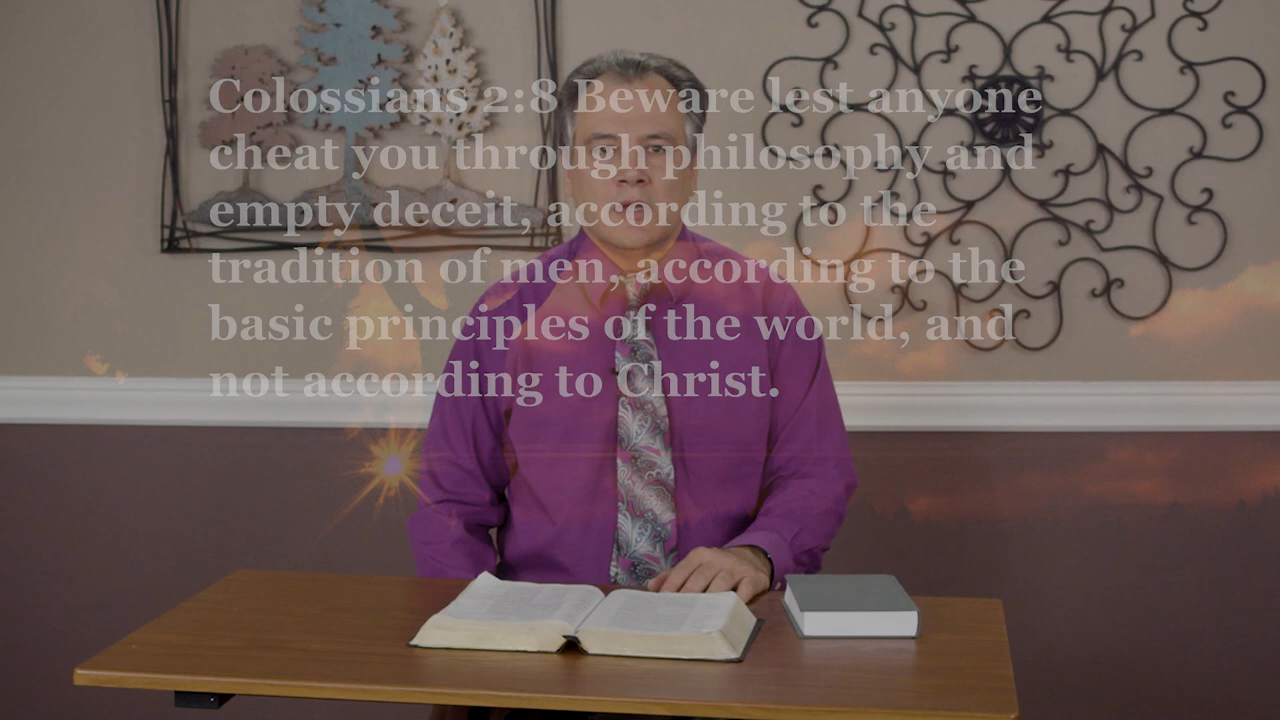 Colossians 2:8 Beware lest anyone
cheat you through philosophy and
empty deceit, according to the
tradition of men, according to the
basic principles of the world, and
not according to Christ.